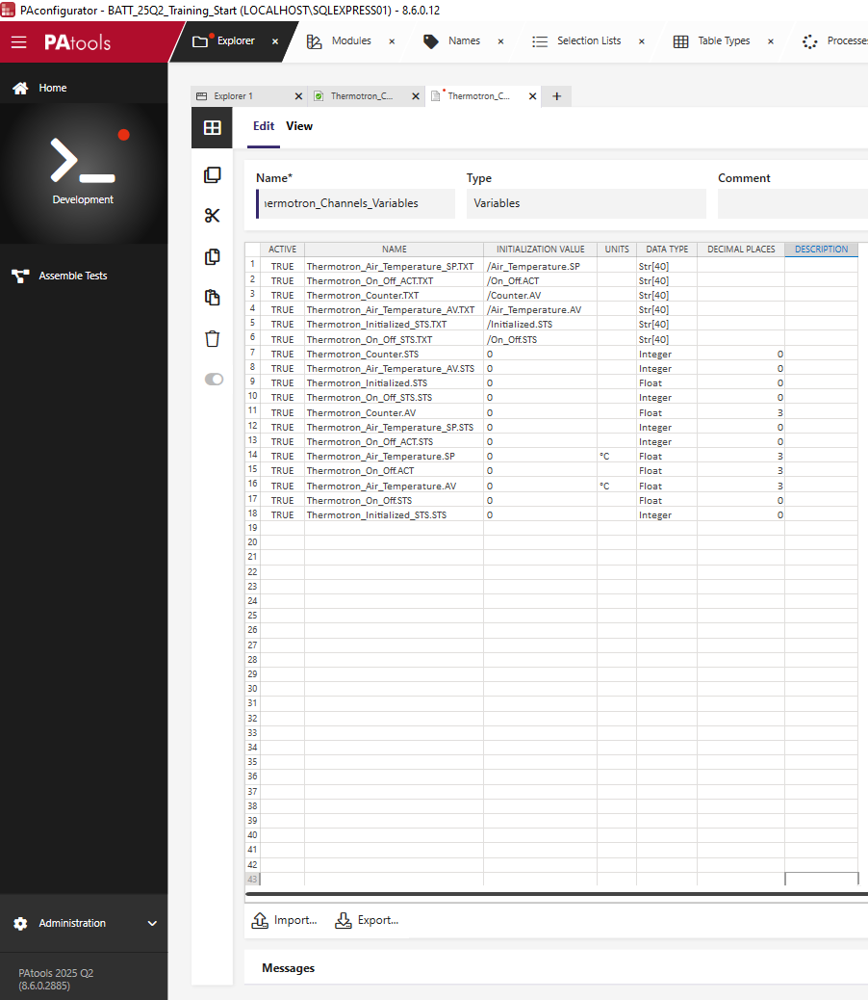 PAconfigurator - BATT_25Q2_Training_Start (LOCALHOST\SQLEXPRESS01) - 8.6.0.12
PAtools
Explorer × Modules × Names × Selection Lists × Table Types × Processes
Home
Development
Assemble Tests
Explorer 1 × Thermotron_C... × Thermotron_C... × +
Edit View
Name* Type Comment
hermotron_Channels_Variables Variables
ACTIVE NAME INITIALIZATION VALUE UNITS DATA TYPE DECIMAL PLACES DESCRIPTION
1 TRUE Thermotron_Air_Temperature_SP.TXT /Air_Temperature.SP Str[40]
2 TRUE Thermotron_On_Off_ACT.TXT /On_Off.ACT Str[40]
3 TRUE Thermotron_Counter.TXT /Counter.AV Str[40]
4 TRUE Thermotron_Air_Temperature_AV.TXT /Air_Temperature.AV Str[40]
5 TRUE Thermotron_Initialized_STS.TXT /Initialized.STS Str[40]
6 TRUE Thermotron_On_Off_STS.TXT /On_Off.STS Str[40]
7 TRUE Thermotron_Counter.STS 0 Integer 0
8 TRUE Thermotron_Air_Temperature_AV.STS 0 Integer 0
9 TRUE Thermotron_Initialized.STS 0 Float 0
10 TRUE Thermotron_On_Off_STS.STS 0 Integer 0
11 TRUE Thermotron_Counter.AV 0 Float 3
12 TRUE Thermotron_Air_Temperature_SP.STS 0 Integer 0
13 TRUE Thermotron_On_Off_ACT.STS 0 Integer 0
14 TRUE Thermotron_Air_Temperature.SP 0 °C Float 3
15 TRUE Thermotron_On_Off.ACT 0 Float 3
16 TRUE Thermotron_Air_Temperature.AV 0 °C Float 3
17 TRUE Thermotron_On_Off.STS 0 Float 0
18 TRUE Thermotron_Initialized_STS.STS 0 Integer 0
19
20
21
22
23
24
25
26
27
28
29
30
31
32
33
34
35
36
37
38
39
40
41
42
43
Import... Export...
Messages
Administration
PAtools 2025 Q2
(8.6.0.2885)